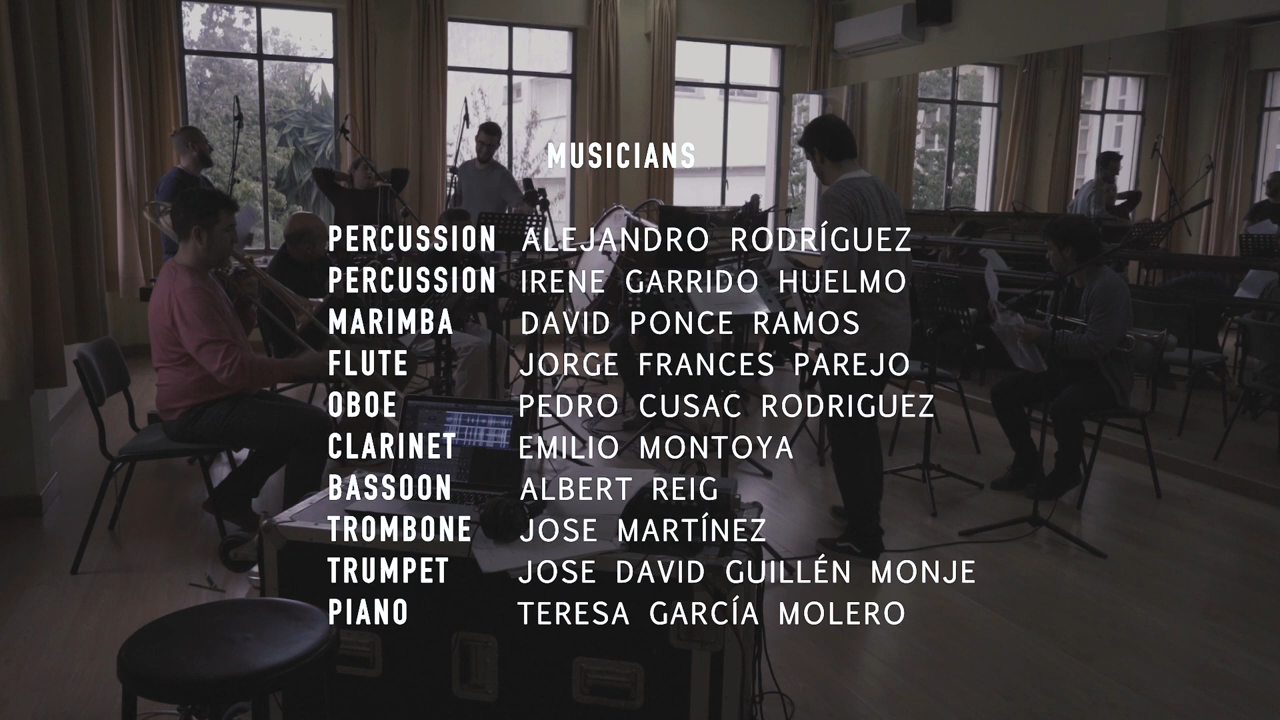 MUSICIANS
PERCUSSION ALEJANDRO RODRÍGUEZ
PERCUSSION IRENE GARRIDO HUELMO
MARIMBA DAVID PONCE RAMOS
FLUTE JORGE FRANCES PAREJO
OBOE PEDRO CUSAC RODRIGUEZ
CLARINET EMILIO MONTOYA
BASSOON ALBERT REIG
TROMBONE JOSE MARTÍNEZ
TRUMPET JOSE DAVID GUILLÉN MONJE
PIANO TERESA GARCÍA MOLERO